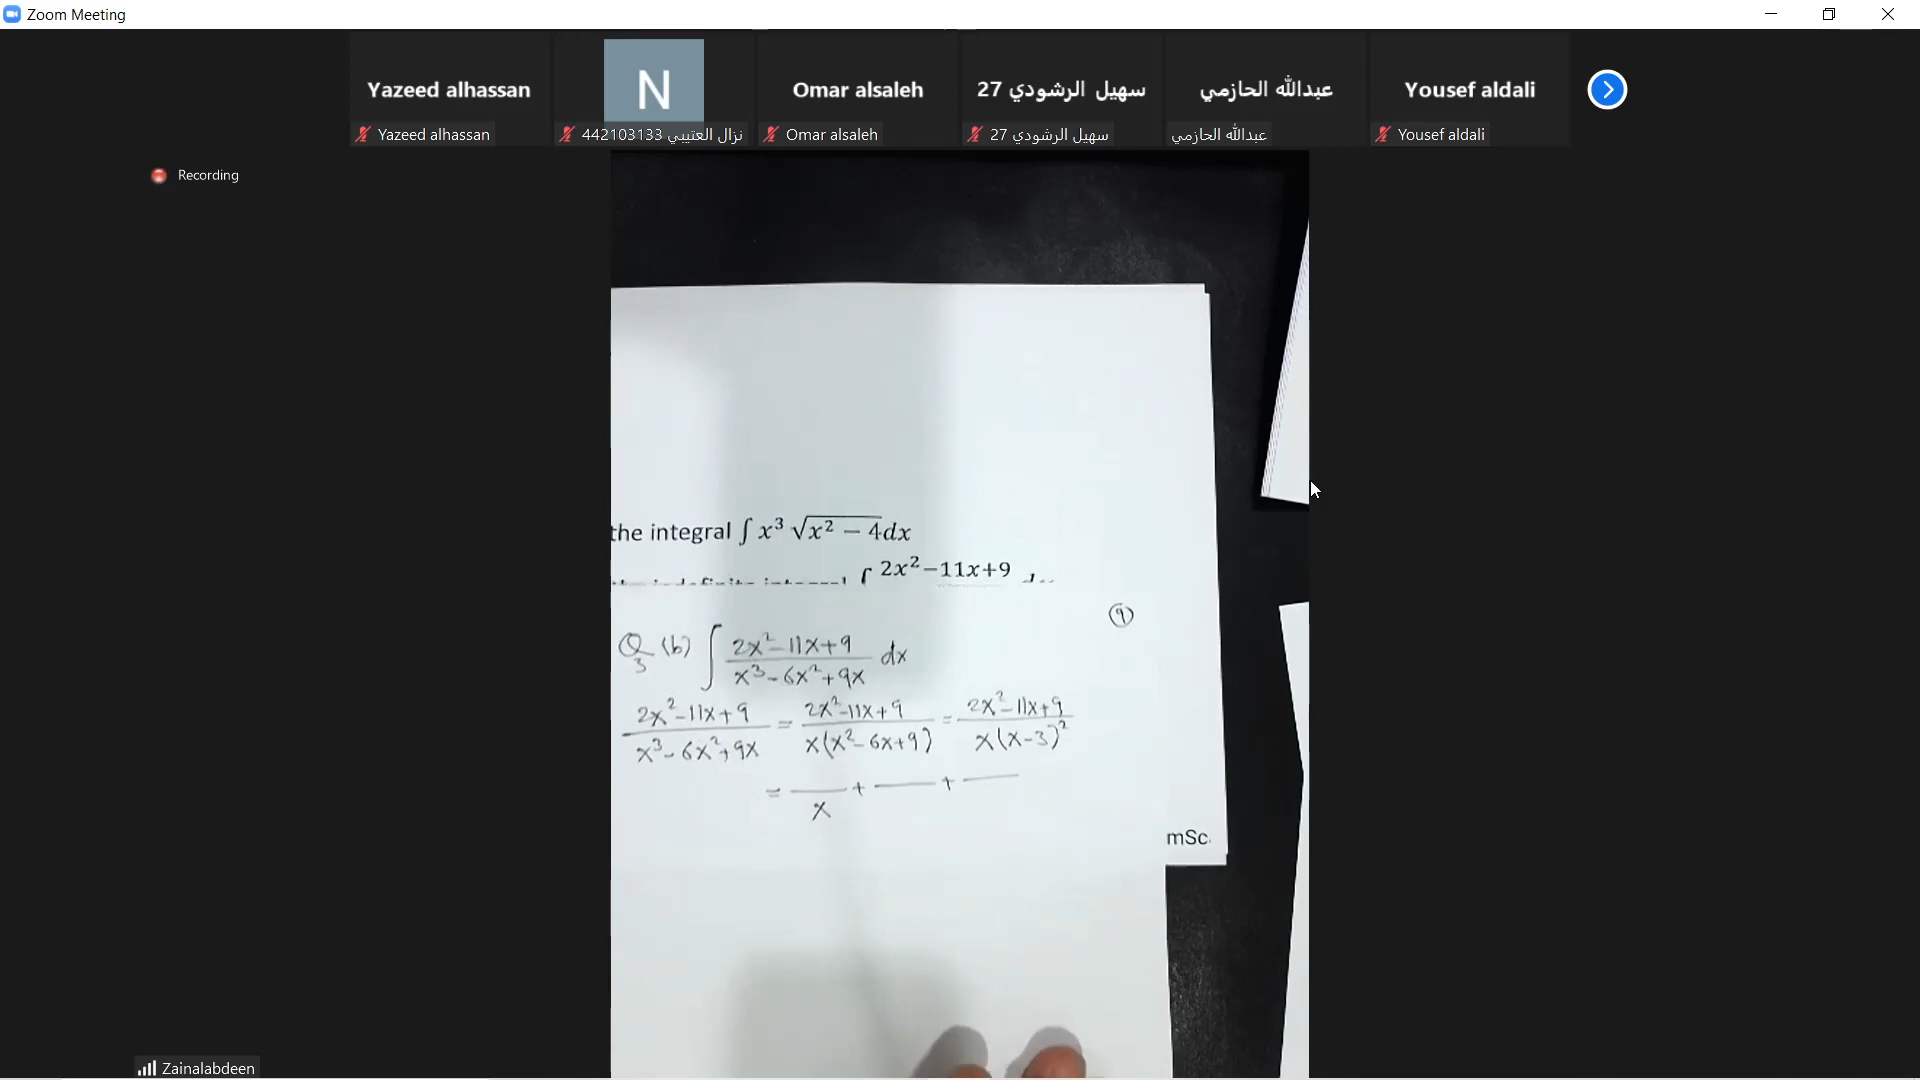 Zoom Meeting
Yazeed alhassan
N
Omar alsaleh
سهيل الرشودي 27
عبدالله الحازمي
Yousef aldali
Yazeed alhassan
نزال العتيبي 442103133
Omar alsaleh
سهيل الرشودي 27
عبدالله الحازمي
Yousef aldali
Recording
the integral ∫ x³ √(x² − 4) dx
∫ 2x²−11x+9
9
Q3 (b) ∫ (2x²-11x+9)/(x³-6x²+9x) dx
(2x²-11x+9)/(x³-6x²+9x) = (2x²-11x+9)/(x(x²-6x+9)) = (2x²-11x+9)/(x(x-3)²)
= —/x + — + —
mSc.
Zainalabdeen